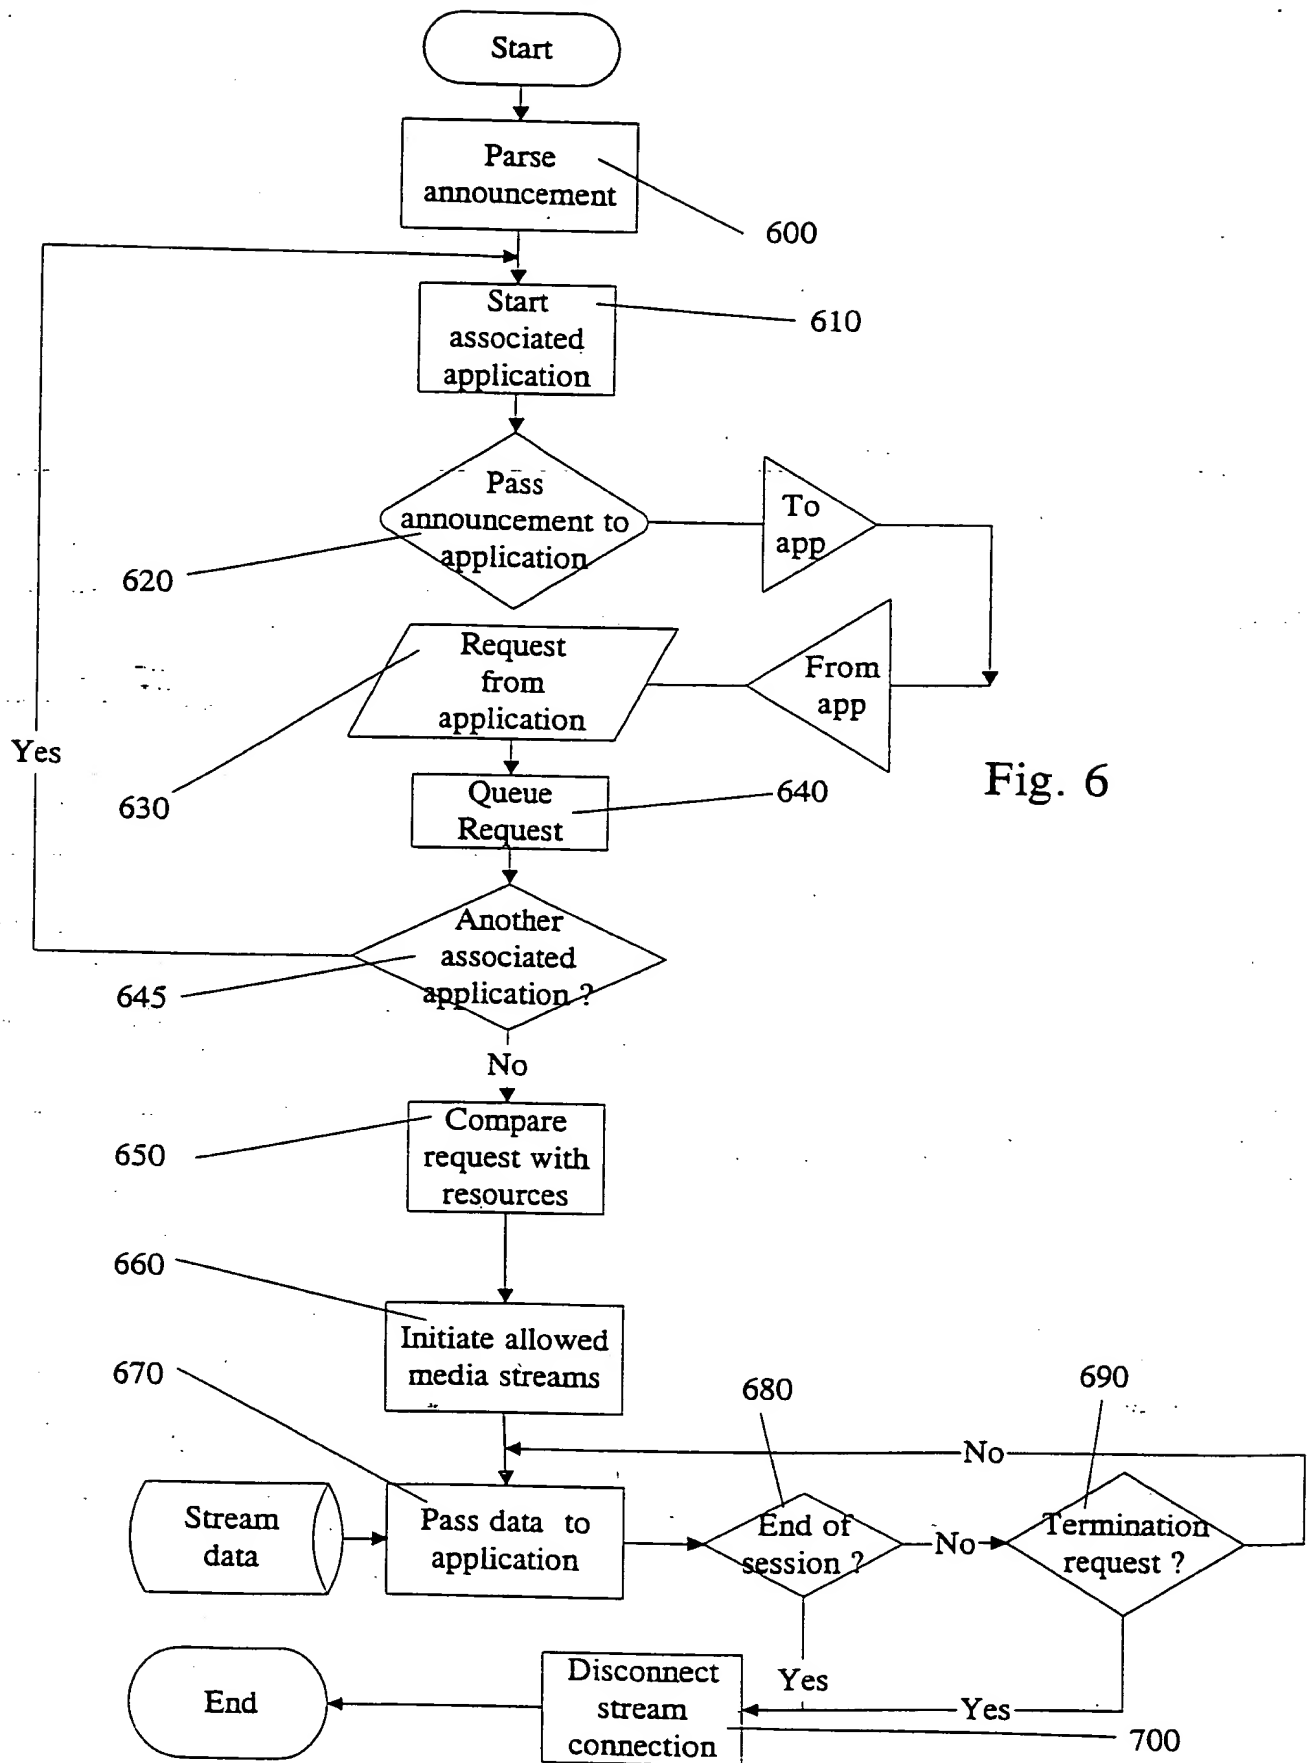 Start
Parse
announcement
600
Start
associated
application
610
Pass
announcement to
application
620
To
app
Request
from
application
630
From
app
Yes
Fig. 6
Queue
Request
640
Another
associated
application ?
645
No
Compare
request with
resources
650
660
Initiate allowed
media streams
670
680
690
No
Stream
data
Pass data to
application
End of
session ?
No
Termination
request ?
End
Disconnect
stream
connection
Yes
Yes
700